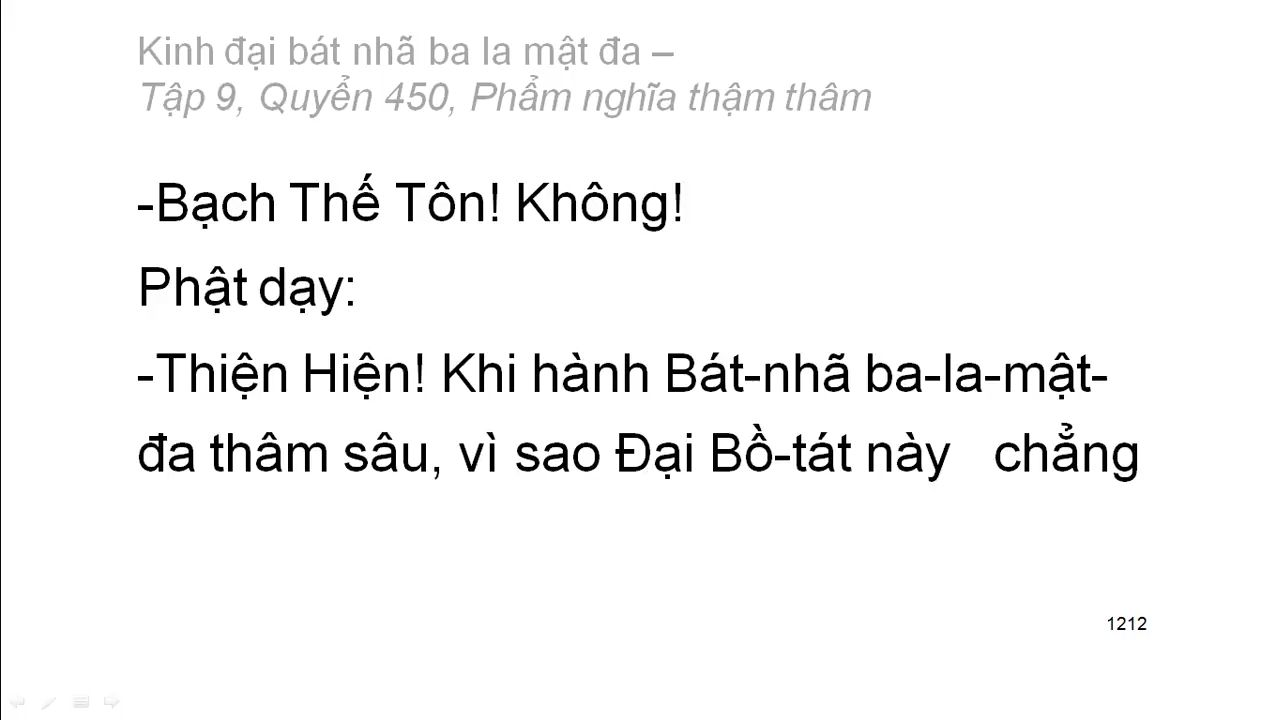 Kinh đại bát nhã ba la mật đa –
Tập 9, Quyển 450, Phẩm nghĩa thậm thâm
-Bạch Thế Tôn! Không!
Phật dạy:
-Thiện Hiện! Khi hành Bát-nhã ba-la-mật-
đa thâm sâu, vì sao Đại Bồ-tát này chẳng
1212